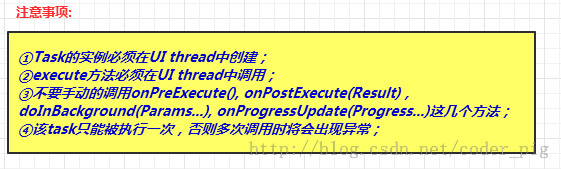 注意事项:
①Task的实例必须在UI thread中创建；
②execute方法必须在UI thread中调用；
③不要手动的调用onPreExecute(), onPostExecute(Result)，
doInBackground(Params...), onProgressUpdate(Progress...)这几个方法；
④该task只能被执行一次，否则多次调用时将会出现异常；
http://blog.csdn.net/coder_pig